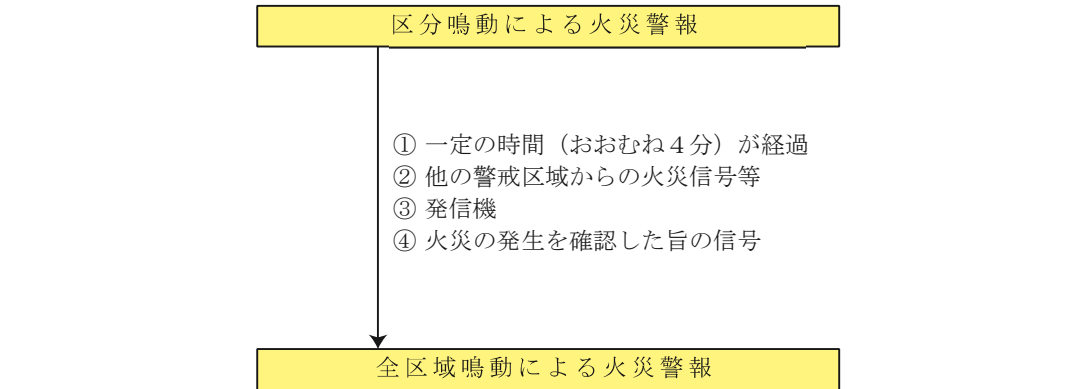 区分鳴動による火災警報
① 一定の時間（おおむね４分）が経過
② 他の警戒区域からの火災信号等
③ 発信機
④ 火災の発生を確認した旨の信号
全区域鳴動による火災警報